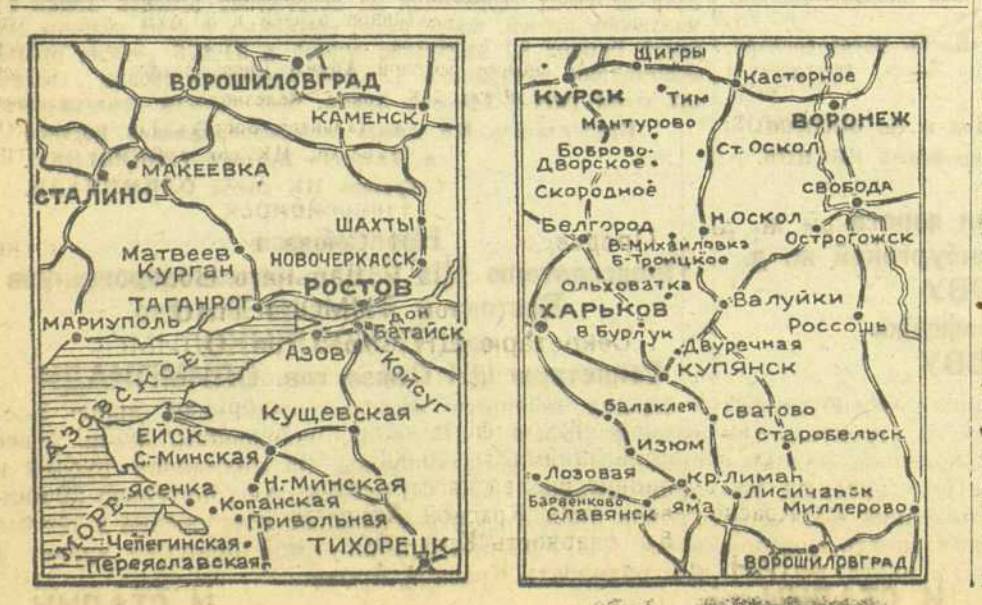 ВОРОШИЛОВГРАД
КАМЕНСК
МАКЕЕВКА
СТАЛИНО
ШАХТЫ
НОВОЧЕРКАССК
Матвеев
Курган
ТАГАНРОГ
РОСТОВ
МАРИУПОЛЬ
ДОН
Батайск
АЗОВ
Койсуг
АЗОВСКОЕ
МОРЕ
Кущевская
ЕЙСК
С.-Минская
Н.-Минская
Ясенка
Копанская
Привольная
Чепегинская
Переяславская
ТИХОРЕЦК
Щигры
Касторное
КУРСК
Тим
ВОРОНЕЖ
Мантурово
Боброво-
Дворское
Ст. Оскол
Скородное
СВОБОДА
Белгород
Н. Оскол
Острогожск
Б-Троицкое
Ольховатка
ХАРЬКОВ
Валуйки
Россошь
В. Бурлук
Двуречная
КУПЯНСК
Балаклея
Сватово
Старобельск
Изюм
Лозовая
Кр. Лиман
Лисичанск
Барвенково
Славянск
Яма
Миллерово
ВОРОШИЛОВГРАД